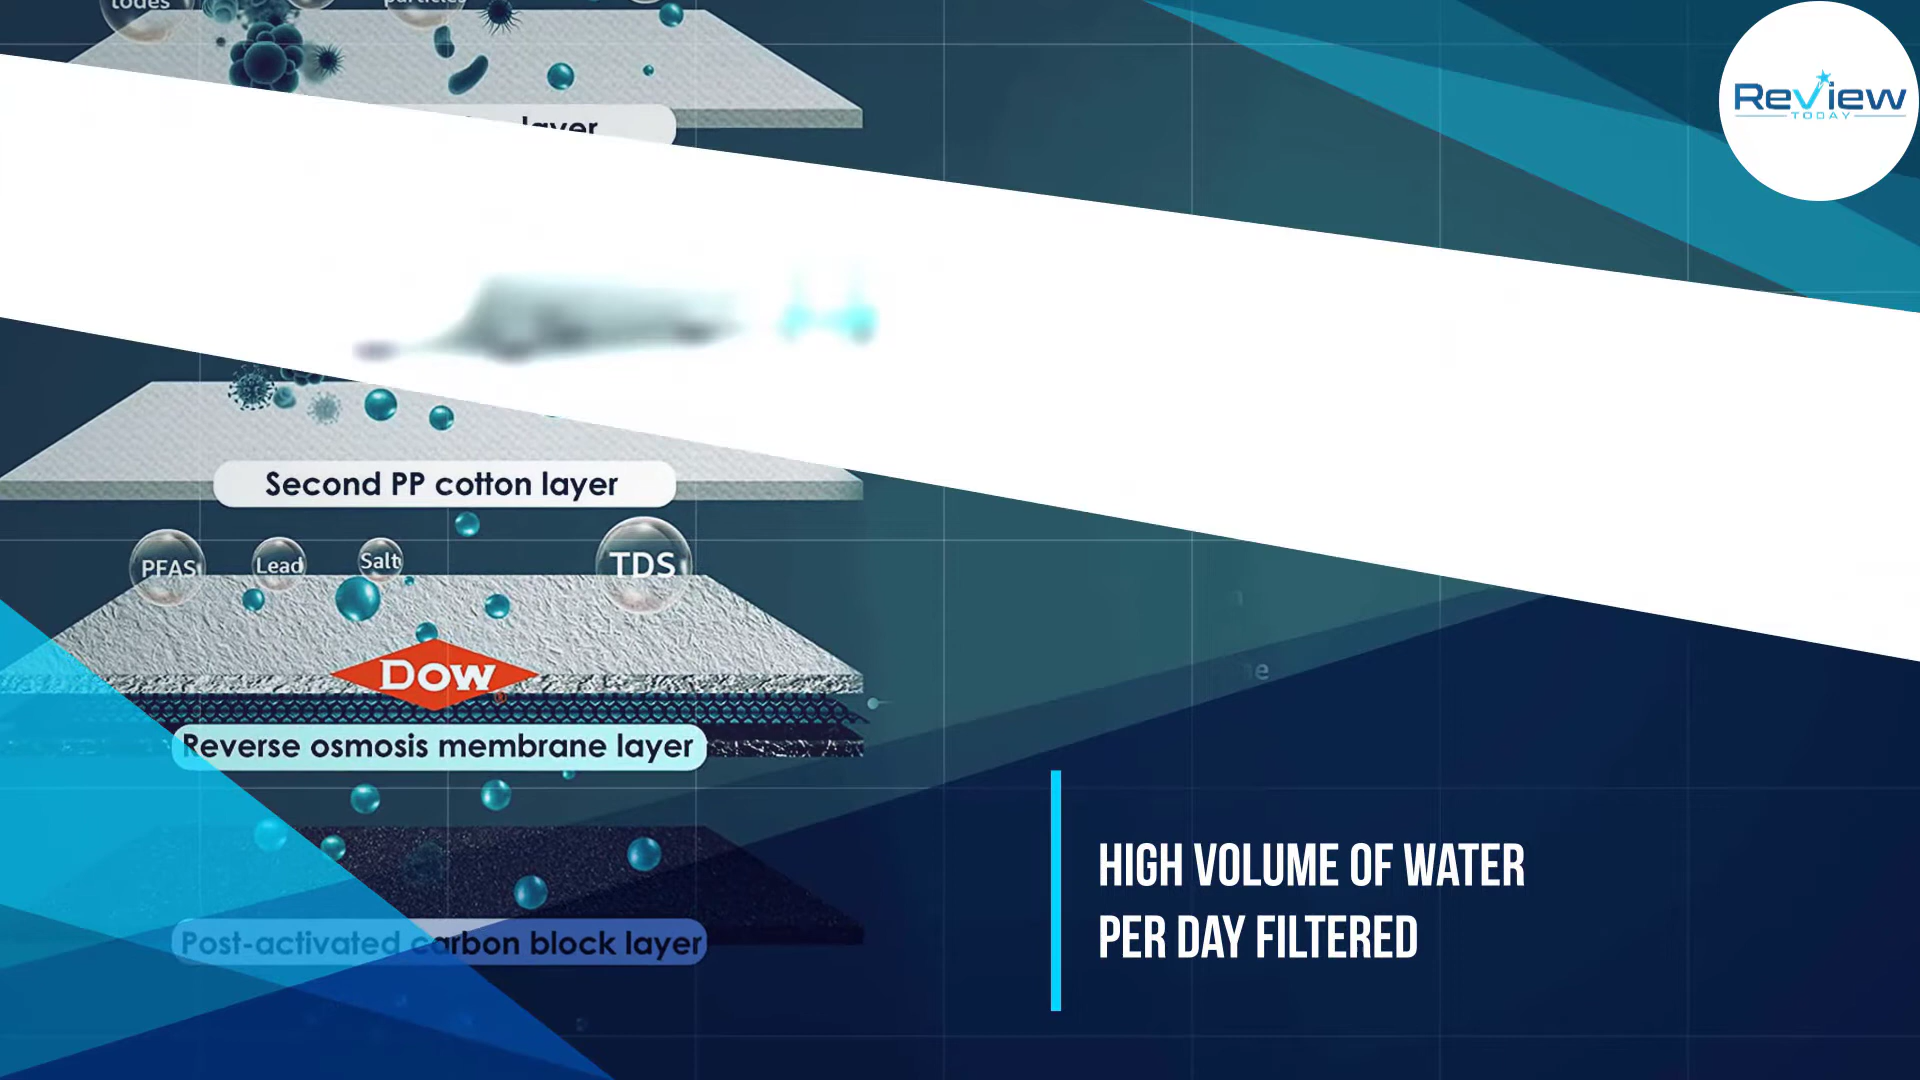 Review
TODAY
layer
Second PP cotton layer
PFAS
Lead
Salt
TDS
Dow
Reverse osmosis membrane layer
Post-activated carbon block layer
HIGH VOLUME OF WATER
PER DAY FILTERED